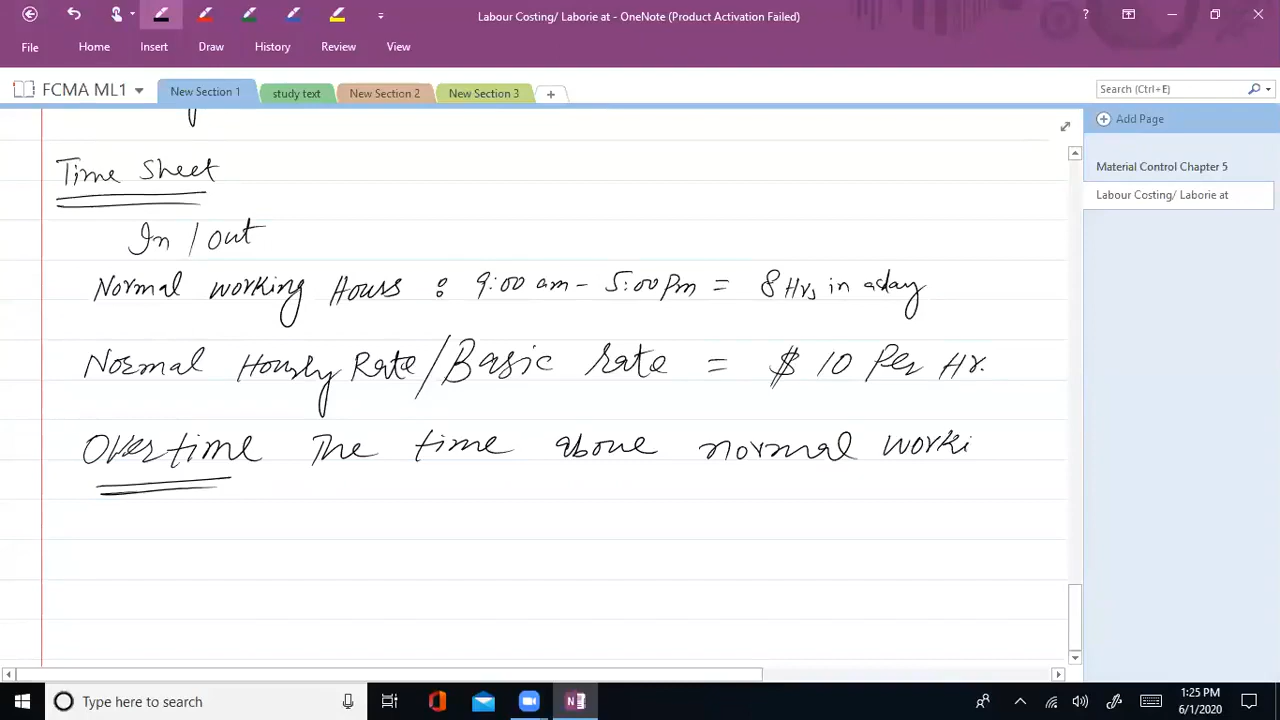 Labour Costing/ Laborie at - OneNote (Product Activation Failed)
File Home Insert Draw History Review View
FCMA ML1 New Section 1 study text New Section 2 New Section 3
Search (Ctrl+E)
Add Page
Material Control Chapter 5
Labour Costing/ Laborie at
Time Sheet
In / out
Normal working Hours : 9:00 am - 5:00 Pm = 8 Hrs in a day
Normal Hourly Rate/Basic rate = $ 10 Per Hr.
Overtime The time above normal worki
Type here to search
1:25 PM
6/1/2020